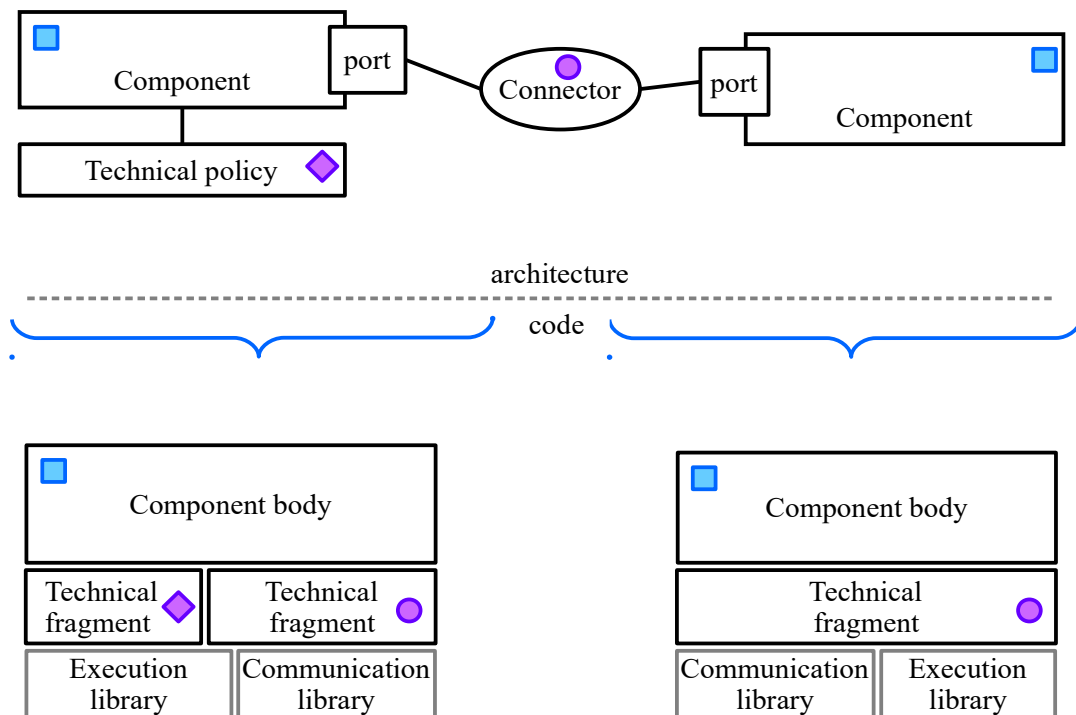 port
Component
Connector
port
Component
Technical policy
architecture
code
Component body
Component body
Technical
fragment
Technical
fragment
Technical
fragment
Execution
library
Communication
library
Communication
library
Execution
library